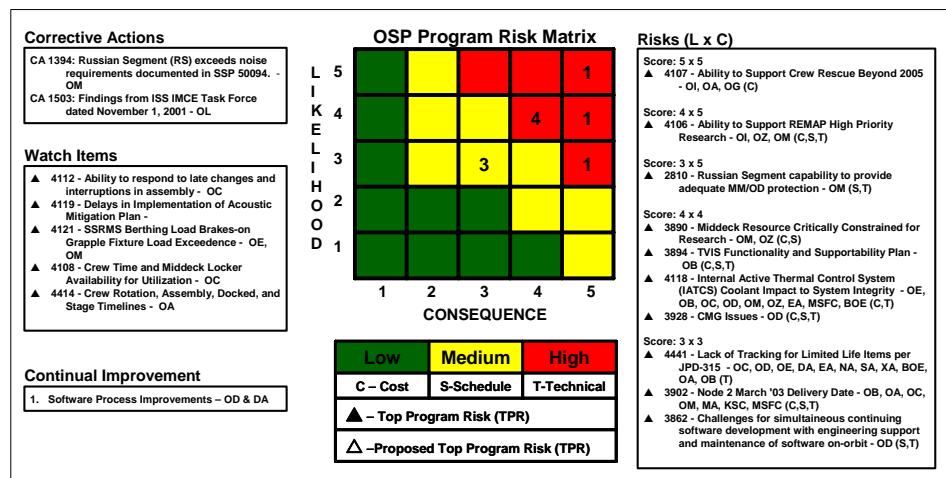 Corrective Actions
CA 1394: Russian Segment (RS) exceeds noise
requirements documented in SSP 50094. -
OM
CA 1503: Findings from ISS IMCE Task Force
dated November 1, 2001 - OL
Watch Items
▲ 4112 - Ability to respond to late changes and
interruptions in assembly - OC
▲ 4119 - Delays in Implementation of Acoustic
Mitigation Plan -
▲ 4121 - SSRMS Berthing Load Brakes-on
Grapple Fixture Load Exceedence - OE,
OM
▲ 4108 - Crew Time and Middeck Locker
Availability for Utilization - OC
▲ 4414 - Crew Rotation, Assembly, Docked, and
Stage Timelines - OA
Continual Improvement
1. Software Process Improvements – OD & DA
OSP Program Risk Matrix
LIKELIHOOD
5 1
4 4 1
3 3 1
2
1
1 2 3 4 5
CONSEQUENCE
Low Medium High
C – Cost S-Schedule T-Technical
▲ – Top Program Risk (TPR)
△ –Proposed Top Program Risk (TPR)
Risks (L x C)
Score: 5 x 5
▲ 4107 - Ability to Support Crew Rescue Beyond 2005
- OI, OA, OG (C)
Score: 4 x 5
▲ 4106 - Ability to Support REMAP High Priority
Research - OI, OZ, OM (C,S,T)
Score: 3 x 5
▲ 2810 - Russian Segment capability to provide
adequate MM/OD protection - OM (S,T)
Score: 4 x 4
▲ 3890 - Middeck Resource Critically Constrained for
Research - OM, OZ (C,S)
▲ 3894 - TVIS Functionality and Supportability Plan -
OB (C,S,T)
▲ 4118 - Internal Active Thermal Control System
(IATCS) Coolant Impact to System Integrity - OE,
OB, OC, OD, OM, OZ, EA, MSFC, BOE (C,T)
▲ 3928 - CMG Issues - OD (C,S,T)
Score: 3 x 3
▲ 4441 - Lack of Tracking for Limited Life Items per
JPD-315 - OC, OD, OE, DA, EA, NA, SA, XA, BOE,
OA, OB (T)
▲ 3902 - Node 2 March '03 Delivery Date - OB, OA, OC,
OM, MA, KSC, MSFC (C,S,T)
▲ 3862 - Challenges for simultaineous continuing
software development with engineering support
and maintenance of software on-orbit - OD (S,T)